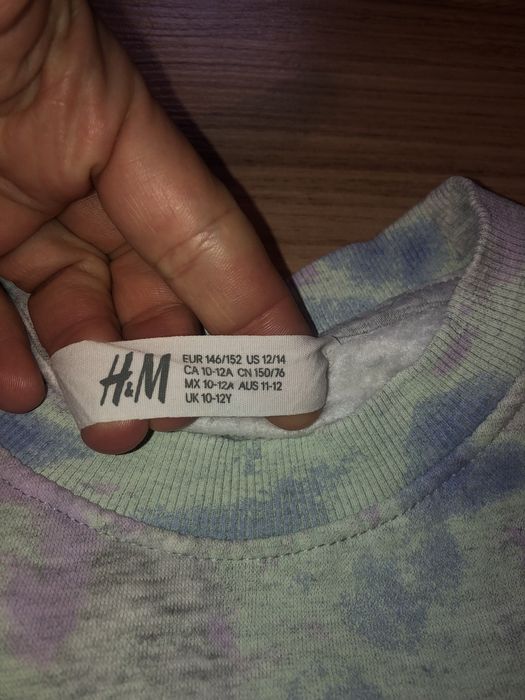 H&M
EUR 146/152 US 12/14
CA 10-12A CN 150/76
MX 10-12A AUS 11-12
UK 10-12Y